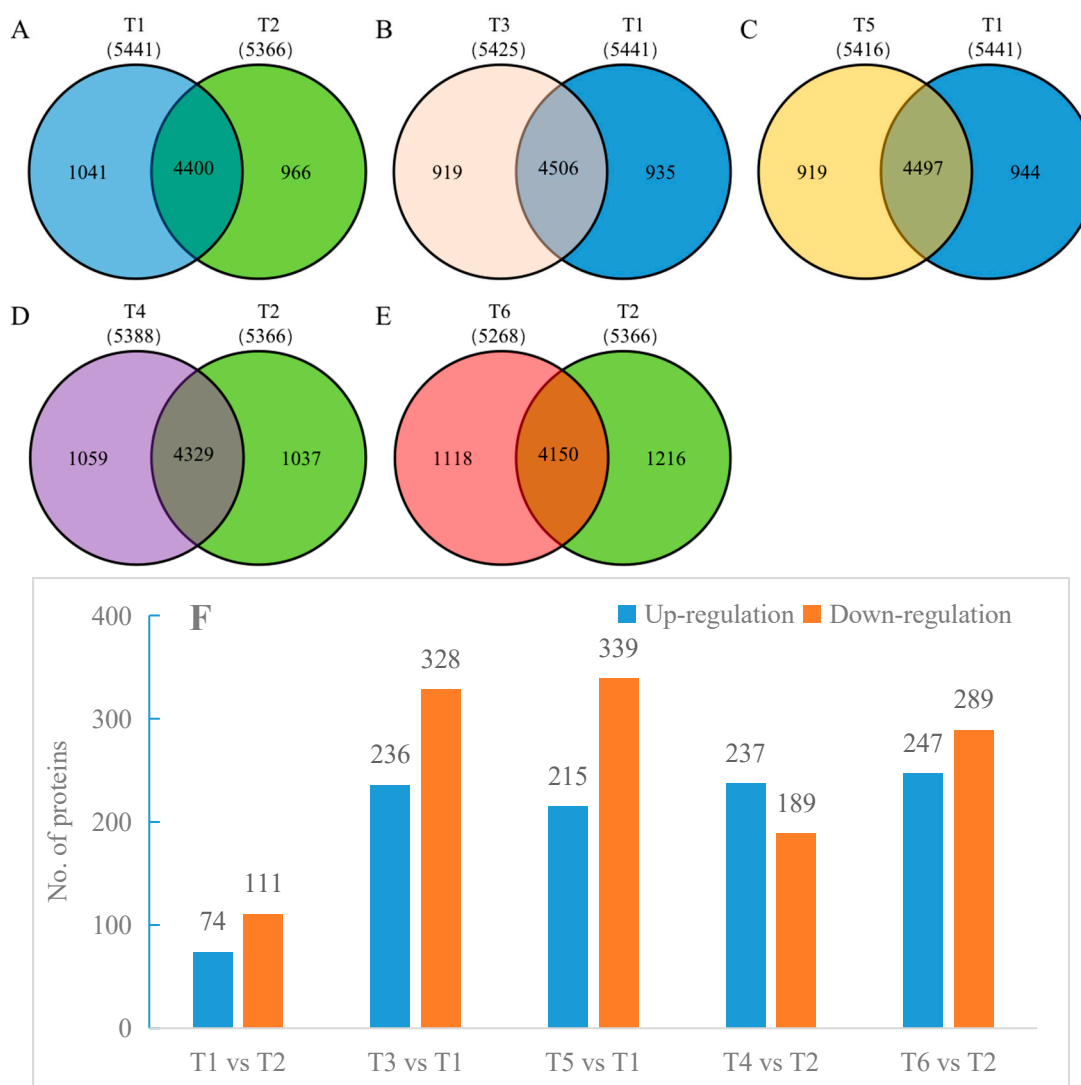 A
T1
(5441)
T2
(5366)
1041
4400
966
B
T3
(5425)
T1
(5441)
919
4506
935
C
T5
(5416)
T1
(5441)
919
4497
944
D
T4
(5388)
T2
(5366)
1059
4329
1037
E
T6
(5268)
T2
(5366)
1118
4150
1216
F
Up-regulation
Down-regulation
No. of proteins
400
300
200
100
0
74
111
236
328
215
339
237
189
247
289
T1 vs T2
T3 vs T1
T5 vs T1
T4 vs T2
T6 vs T2